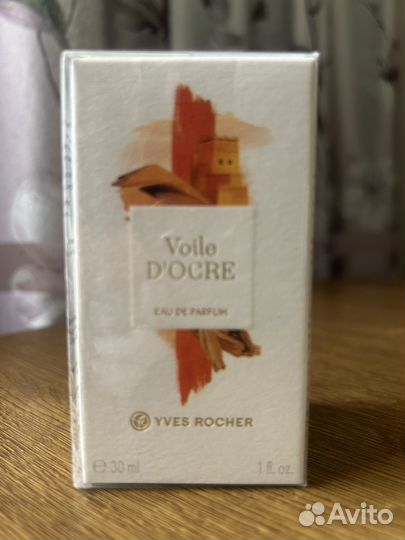 Voile
D'OCRE
EAU DE PARFUM
YVES ROCHER
℮ 30 ml 1 fl. oz.
Avito